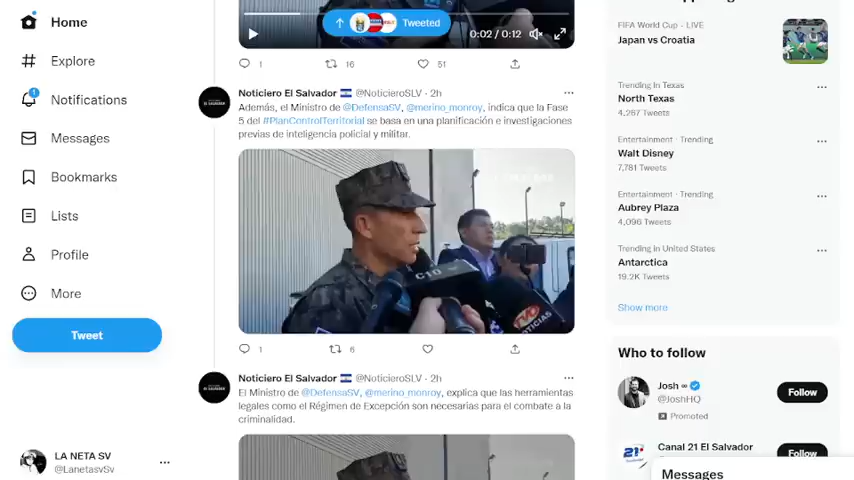 Home
Explore
1
Notifications
Messages
Bookmarks
Lists
Profile
More
Tweet
LA NETA SV
@LanetasvSv
Tweeted
0:02 / 0:12
1 16 51
Noticiero El Salvador @NoticieroSLV · 2h
Además, el Ministro de @DefensaSV, @merino_monroy, indica que la Fase
5 del #PlanControlTerritorial se basa en una planificación e investigaciones
previas de inteligencia policial y militar.
C10
TVO
NOTICIAS
1 6
Noticiero El Salvador @NoticieroSLV · 2h
El Ministro de @DefensaSV, @merino_monroy, explica que las herramientas
legales como el Régimen de Excepción son necesarias para el combate a la
criminalidad.
FIFA World Cup · LIVE
Japan vs Croatia
Trending in Texas
North Texas
4,267 Tweets
Entertainment · Trending
Walt Disney
7,781 Tweets
Entertainment · Trending
Aubrey Plaza
4,096 Tweets
Trending in United States
Antarctica
19.2K Tweets
Show more
Who to follow
Josh
@JoshHQ
Promoted
Follow
21
Canal 21 El Salvador
Follow
Messages